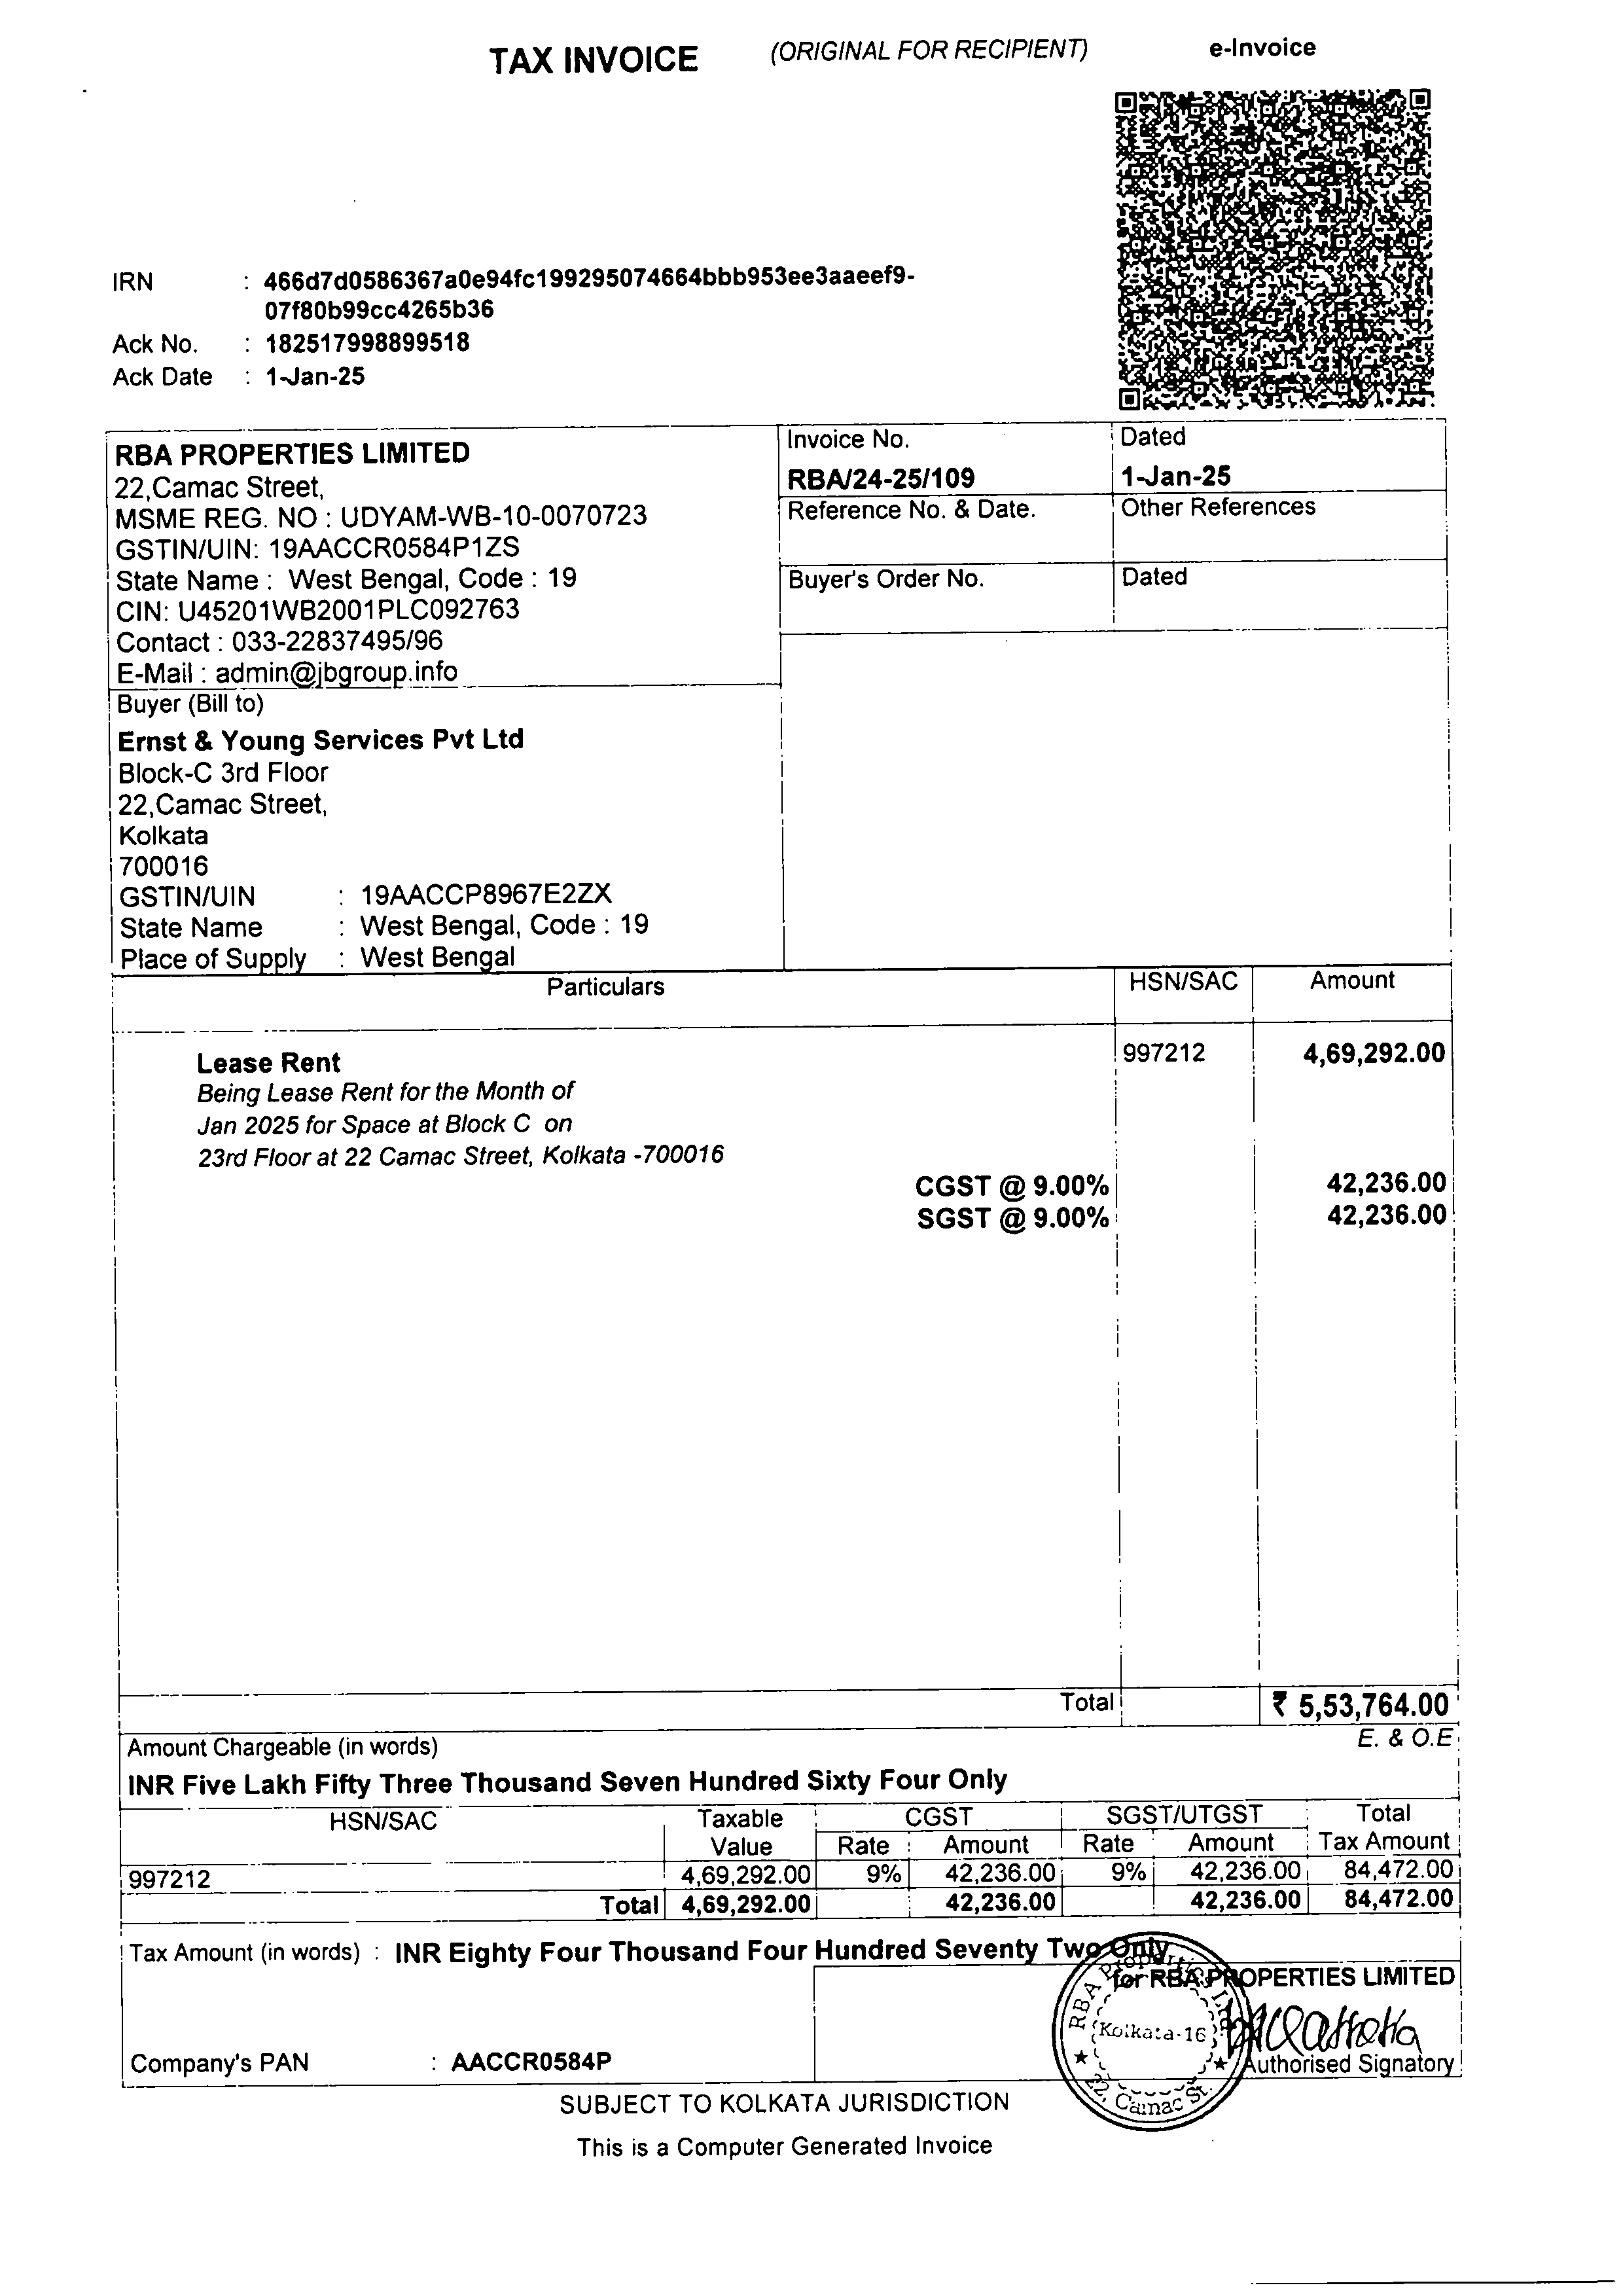 TAX INVOICE (ORIGINAL FOR RECIPIENT) e-Invoice
IRN : 466d7d0586367a0e94fc199295074664bbb953ee3aaeef9-
07f80b99cc4265b36
Ack No. : 182517998899518
Ack Date : 1-Jan-25
RBA PROPERTIES LIMITED
22,Camac Street,
MSME REG. NO : UDYAM-WB-10-0070723
GSTIN/UIN: 19AACCR0584P1ZS
State Name : West Bengal, Code : 19
CIN: U45201WB2001PLC092763
Contact : 033-22837495/96
E-Mail : admin@jbgroup.info
Invoice No. Dated
RBA/24-25/109 1-Jan-25
Reference No. & Date. Other References
Buyer's Order No. Dated
Buyer (Bill to)
Ernst & Young Services Pvt Ltd
Block-C 3rd Floor
22,Camac Street,
Kolkata
700016
GSTIN/UIN : 19AACCP8967E2ZX
State Name : West Bengal, Code : 19
Place of Supply : West Bengal
Particulars HSN/SAC Amount
Lease Rent 997212 4,69,292.00
Being Lease Rent for the Month of
Jan 2025 for Space at Block C on
23rd Floor at 22 Camac Street, Kolkata -700016
CGST @ 9.00% 42,236.00
SGST @ 9.00% 42,236.00
Total ₹ 5,53,764.00
Amount Chargeable (in words) E. & O.E
INR Five Lakh Fifty Three Thousand Seven Hundred Sixty Four Only
HSN/SAC Taxable CGST SGST/UTGST Total
Value Rate Amount Rate Amount Tax Amount
997212 4,69,292.00 9% 42,236.00 9% 42,236.00 84,472.00
Total 4,69,292.00 42,236.00 42,236.00 84,472.00
Tax Amount (in words) : INR Eighty Four Thousand Four Hundred Seventy Two Only
for RBA PROPERTIES LIMITED
RBA Properties Ltd
Kolkata-16
22, Camac St.
Company's PAN : AACCR0584P
Authorised Signatory
SUBJECT TO KOLKATA JURISDICTION
This is a Computer Generated Invoice